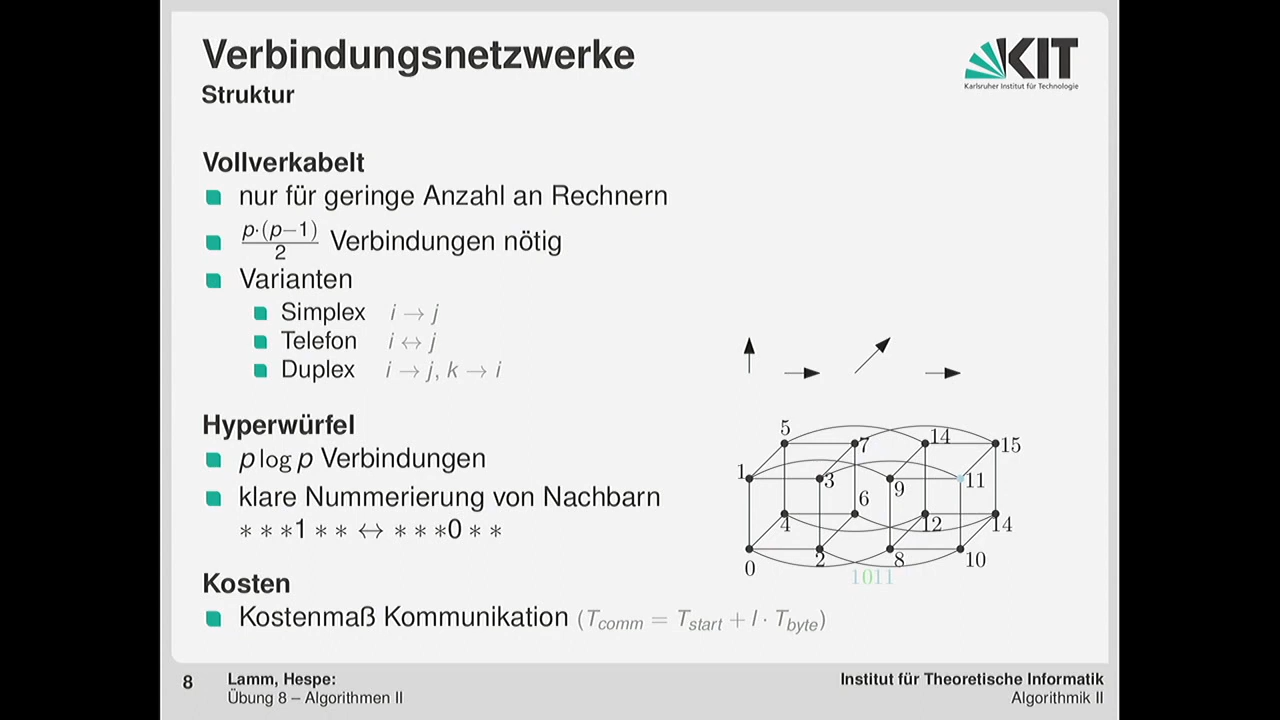 Verbindungsnetzwerke
Struktur
KIT
Karlsruher Institut für Technologie
Vollverkabelt
nur für geringe Anzahl an Rechnern
p·(p−1)/2 Verbindungen nötig
Varianten
Simplex i → j
Telefon i ↔ j
Duplex i → j, k → i
Hyperwürfel
p log p Verbindungen
klare Nummerierung von Nachbarn
∗ ∗ ∗1 ∗ ∗ ↔ ∗ ∗ ∗0 ∗ ∗
Kosten
Kostenmaß Kommunikation (T_comm = T_start + l · T_byte)
5 7 14 15
1 3 9 11
4 6 12 14
0 2 8 10
1011
8
Lamm, Hespe:
Übung 8 – Algorithmen II
Institut für Theoretische Informatik
Algorithmik II